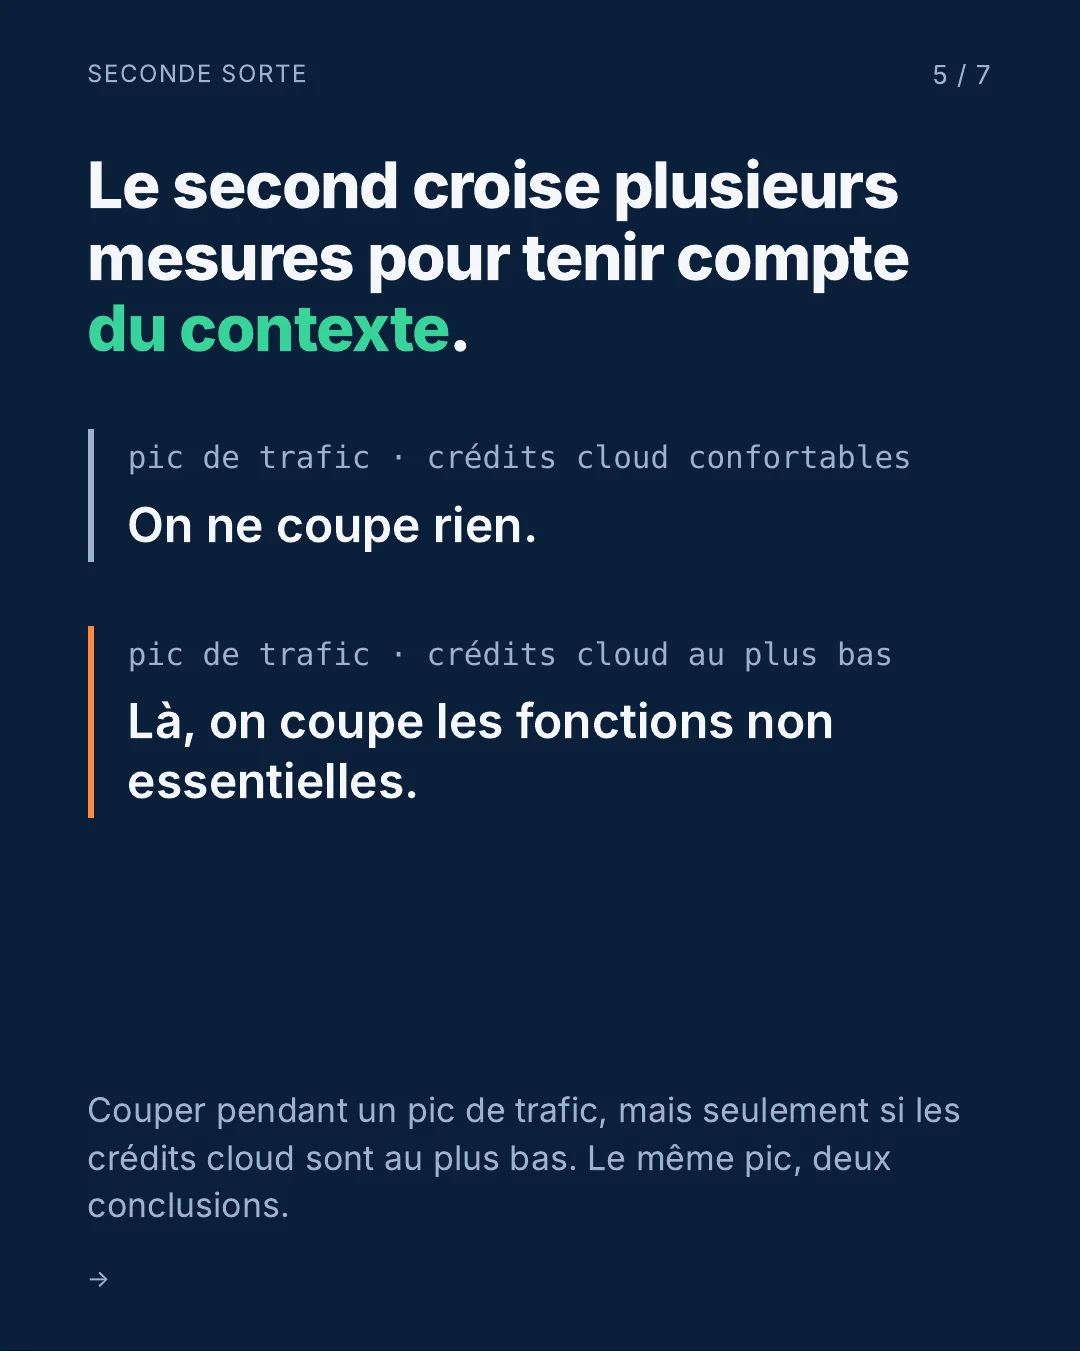 SECONDE SORTE
5 / 7
Le second croise plusieurs
mesures pour tenir compte
du contexte.
pic de trafic · crédits cloud confortables
On ne coupe rien.
pic de trafic · crédits cloud au plus bas
Là, on coupe les fonctions non
essentielles.
Couper pendant un pic de trafic, mais seulement si les
crédits cloud sont au plus bas. Le même pic, deux
conclusions.
→